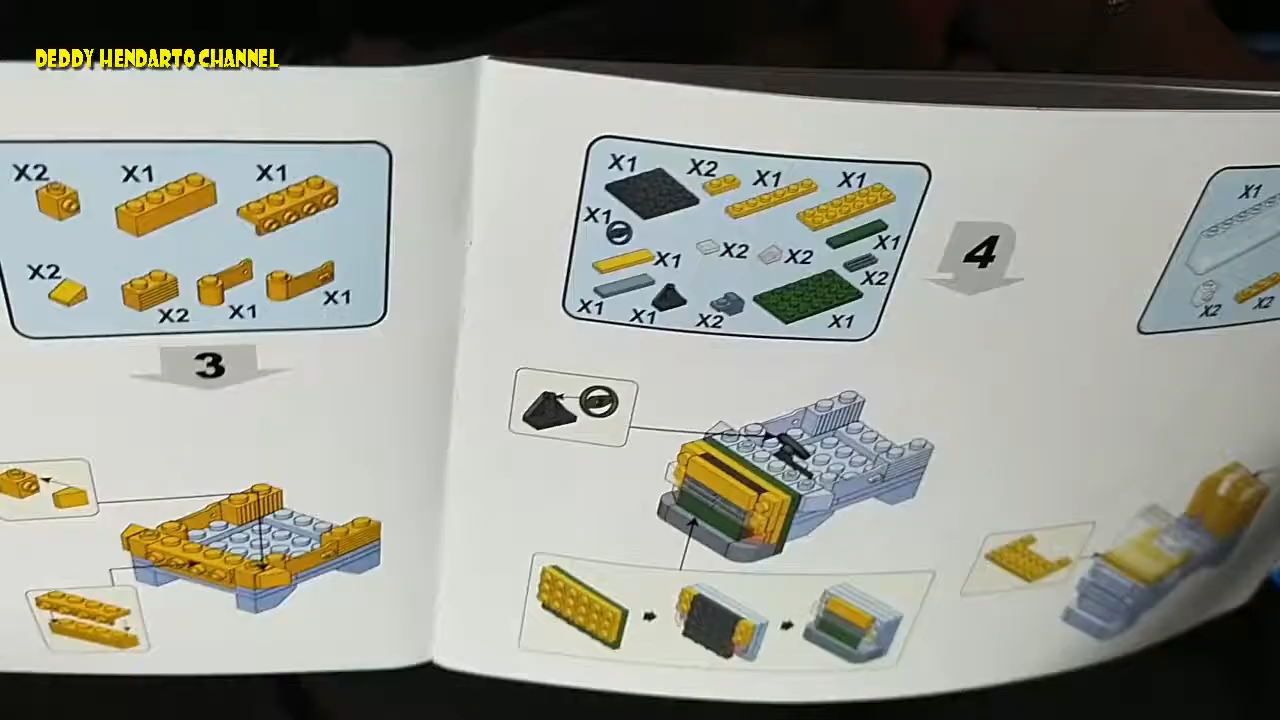 DEDDY HENDARTO CHANNEL
X2 X1 X1
X2 X2 X1 X1
3
X1 X2 X1 X1
X1 X1
X1 X2 X2 X2
X1 X1 X2 X1
4
X1
X2 X2